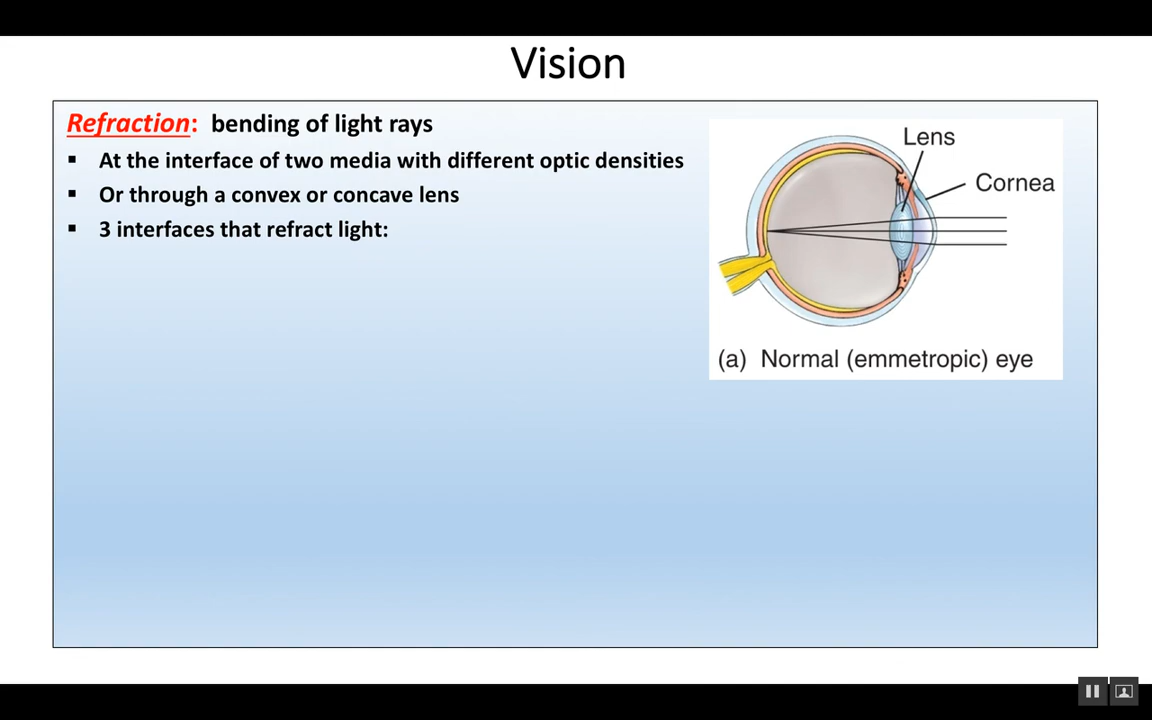 Vision
Refraction: bending of light rays
▪ At the interface of two media with different optic densities
▪ Or through a convex or concave lens
▪ 3 interfaces that refract light:
Lens
Cornea
(a) Normal (emmetropic) eye